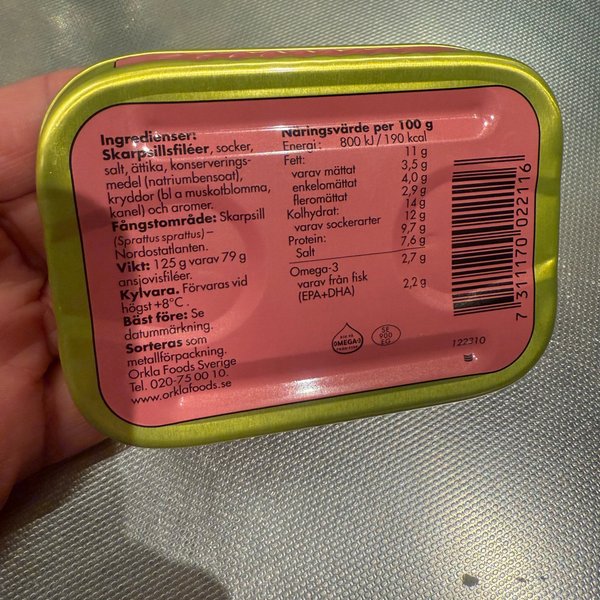 Ingredienser:
Skarpsillsfiléer, socker,
salt, ättika, konserverings-
medel (natriumbensoat),
kryddor (bl a muskotblomma,
kanel) och aromer.
Fångstområde: Skarpsill
(Sprattus sprattus) –
Nordostatlanten.
Vikt: 125 g varav 79 g
ansjovisfiléer.
Kylvara. Förvaras vid
högst +8°C.
Bäst före: Se
datummärkning.
Sorteras som
metallförpackning.
Orkla Foods Sverige
Tel. 020-75 00 10.
www.orklafoods.se
Näringsvärde per 100 g
Energi: 800 kJ/190 kcal
Fett: 11 g
varav mättat 3,5 g
enkelomättat 4,0 g
fleromättat 2,9 g
Kolhydrat: 14 g
varav sockerarter 12 g
Protein: 9,7 g
Salt 7,6 g
Omega-3 2,7 g
varav från fisk
(EPA+DHA) 2,2 g
RIK PÅ
OMEGA-3
FRÅN FISK
SE
900
EG
122310
7 311170 022116